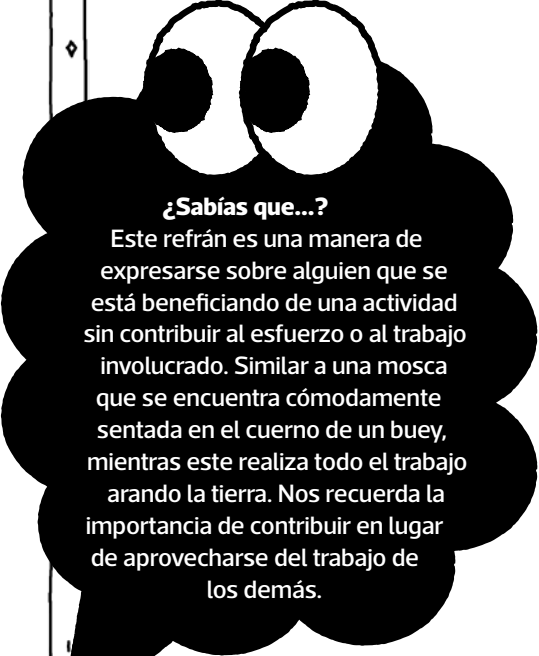 ¿Sabías que...?
Este refrán es una manera de
expresarse sobre alguien que se
está beneficiando de una actividad
sin contribuir al esfuerzo o al trabajo
involucrado. Similar a una mosca
que se encuentra cómodamente
sentada en el cuerno de un buey,
mientras este realiza todo el trabajo
arando la tierra. Nos recuerda la
importancia de contribuir en lugar
de aprovecharse del trabajo de
los demás.